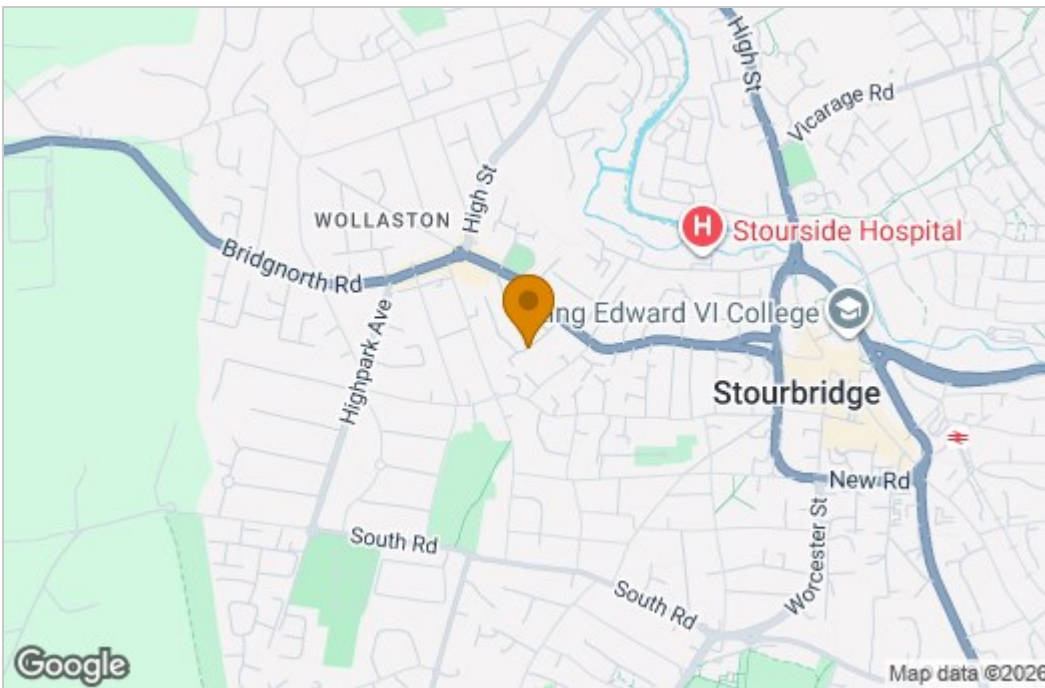 High St
Vicarage Rd
High St
WOLLASTON
Stourside Hospital
H
Bridgnorth Rd
ing Edward VI College
Highpark Ave
Stourbridge
New Rd
South Rd
Worcester St
South Rd
Google
Map data ©2026